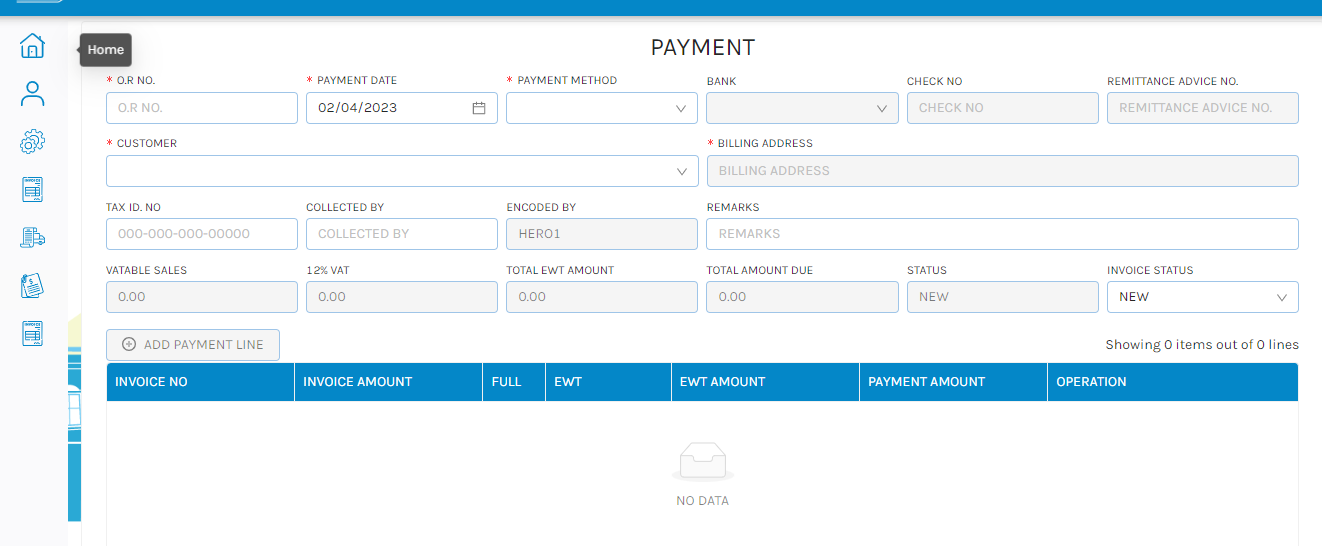 Home
PAYMENT
* O.R NO. * PAYMENT DATE * PAYMENT METHOD BANK CHECK NO REMITTANCE ADVICE NO.
O.R NO. 02/04/2023 CHECK NO REMITTANCE ADVICE NO.
* CUSTOMER * BILLING ADDRESS
BILLING ADDRESS
TAX ID. NO COLLECTED BY ENCODED BY REMARKS
000-000-000-00000 COLLECTED BY HERO1 REMARKS
VATABLE SALES 12% VAT TOTAL EWT AMOUNT TOTAL AMOUNT DUE STATUS INVOICE STATUS
0.00 0.00 0.00 0.00 NEW NEW
ADD PAYMENT LINE Showing 0 items out of 0 lines
INVOICE NO INVOICE AMOUNT FULL EWT EWT AMOUNT PAYMENT AMOUNT OPERATION
NO DATA